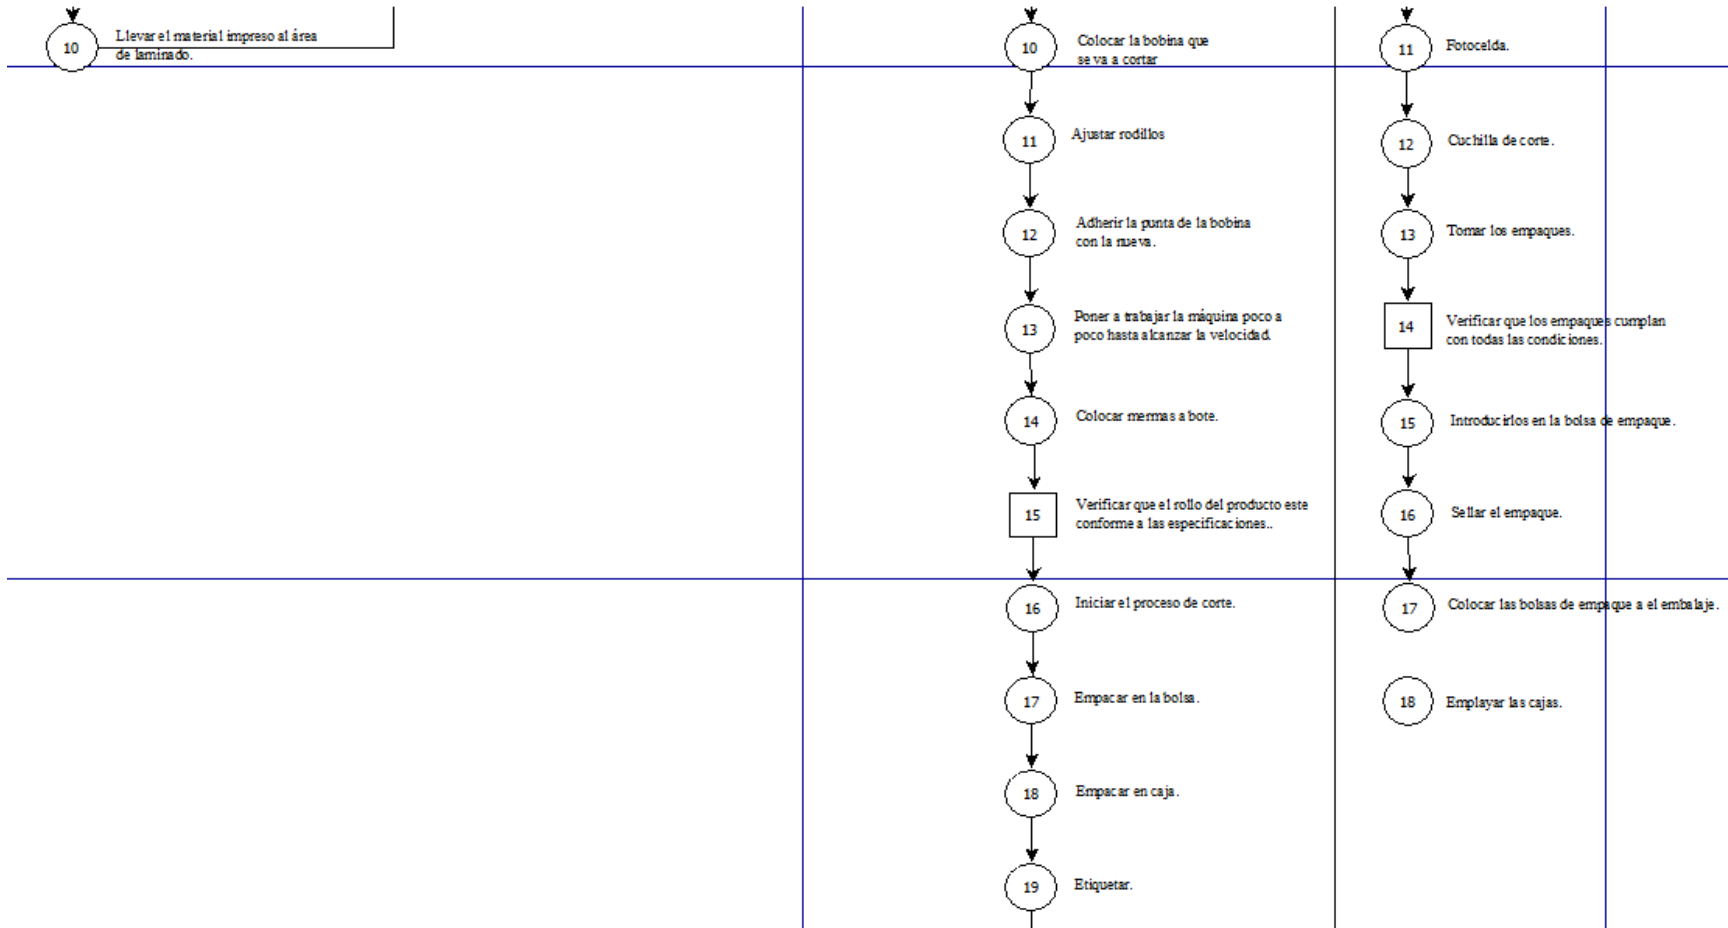 10
Llevar el material impreso al área
de laminado.
10
Colocar la bobina que
se va a cortar
11
Ajustar rodillos
12
Adherir la punta de la bobina
con la nueva.
13
Poner a trabajar la máquina poco a
poco hasta alcanzar la velocidad.
14
Colocar mermas a bote.
15
Verificar que el rollo del producto este
conforme a las especificaciones..
16
Iniciar el proceso de corte.
17
Empacar en la bolsa.
18
Empacar en caja.
19
Etiquetar.
11
Fotocelda.
12
Cuchilla de corte.
13
Tomar los empaques.
14
Verificar que los empaques cumplan
con todas las condiciones.
15
Introducirlos en la bolsa de empaque.
16
Sellar el empaque.
17
Colocar las bolsas de empaque a el embalaje.
18
Emplayar las cajas.